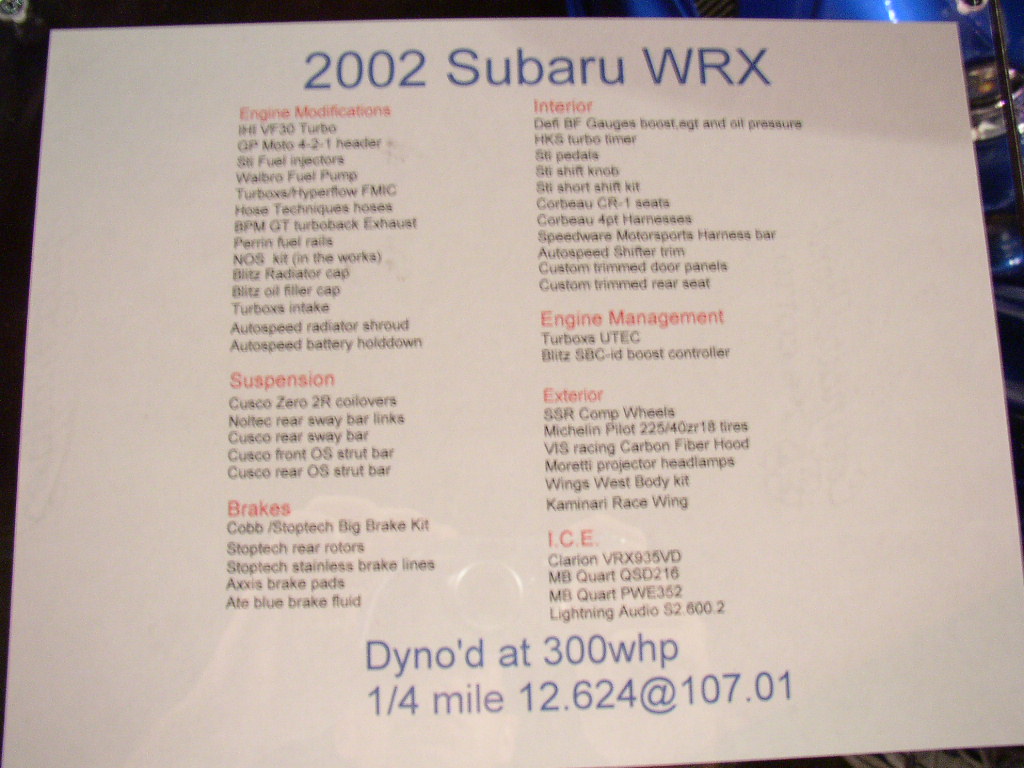 2002 Subaru WRX
Engine Modifications
IHI VF30 Turbo
GP Moto 4-2-1 header
Sti Fuel injectors
Walbro Fuel Pump
Turboxs/Hyperflow FMIC
Hose Techniques hoses
BPM GT turboback Exhaust
Perrin fuel rails
NOS kit (in the works)
Blitz Radiator cap
Blitz oil filler cap
Turboxs intake
Autospeed radiator shroud
Autospeed battery holddown
Suspension
Cusco Zero 2R coilovers
Noltec rear sway bar links
Cusco rear sway bar
Cusco front OS strut bar
Cusco rear OS strut bar
Brakes
Cobb /Stoptech Big Brake Kit
Stoptech rear rotors
Stoptech stainless brake lines
Axxis brake pads
Ate blue brake fluid
Interior
Defi BF Gauges boost,egt and oil pressure
HKS turbo timer
Sti pedals
Sti shift knob
Sti short shift kit
Corbeau CR-1 seats
Corbeau 4pt Harnesses
Speedware Motorsports Harness bar
Autospeed Shifter trim
Custom trimmed door panels
Custom trimmed rear seat
Engine Management
Turboxs UTEC
Blitz SBC-id boost controller
Exterior
SSR Comp Wheels
Michelin Pilot 225/40zr18 tires
VIS racing Carbon Fiber Hood
Moretti projector headlamps
Wings West Body kit
Kaminari Race Wing
I.C.E.
Clarion VRX935VD
MB Quart QSD216
MB Quart PWE352
Lightning Audio S2.600.2
Dyno'd at 300whp
1/4 mile 12.624@107.01